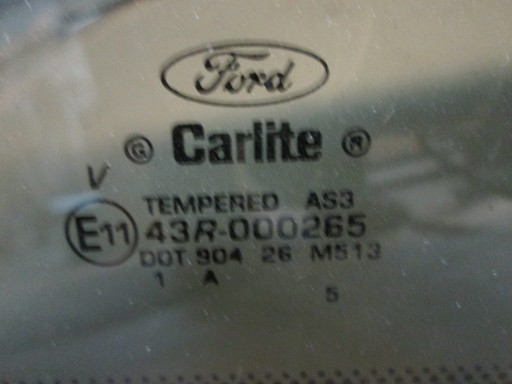 Ford
G Carlite ®
V
TEMPERED AS3
E11 43R-000265
DOT 904 26 M513
1 A
5